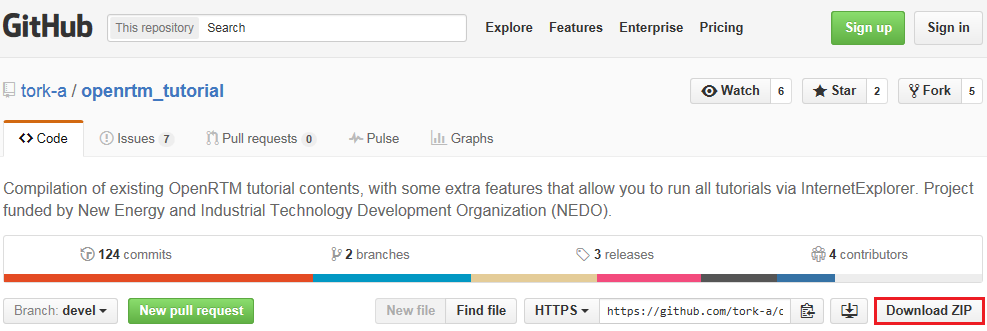 GitHub This repository Search Explore Features Enterprise Pricing Sign up Sign in
tork-a / openrtm_tutorial Watch 6 Star 2 Fork 5
Code Issues 7 Pull requests 0 Pulse Graphs
Compilation of existing OpenRTM tutorial contents, with some extra features that allow you to run all tutorials via InternetExplorer. Project
funded by New Energy and Industrial Technology Development Organization (NEDO).
124 commits 2 branches 3 releases 4 contributors
Branch: devel New pull request New file Find file HTTPS https://github.com/tork-a/o Download ZIP